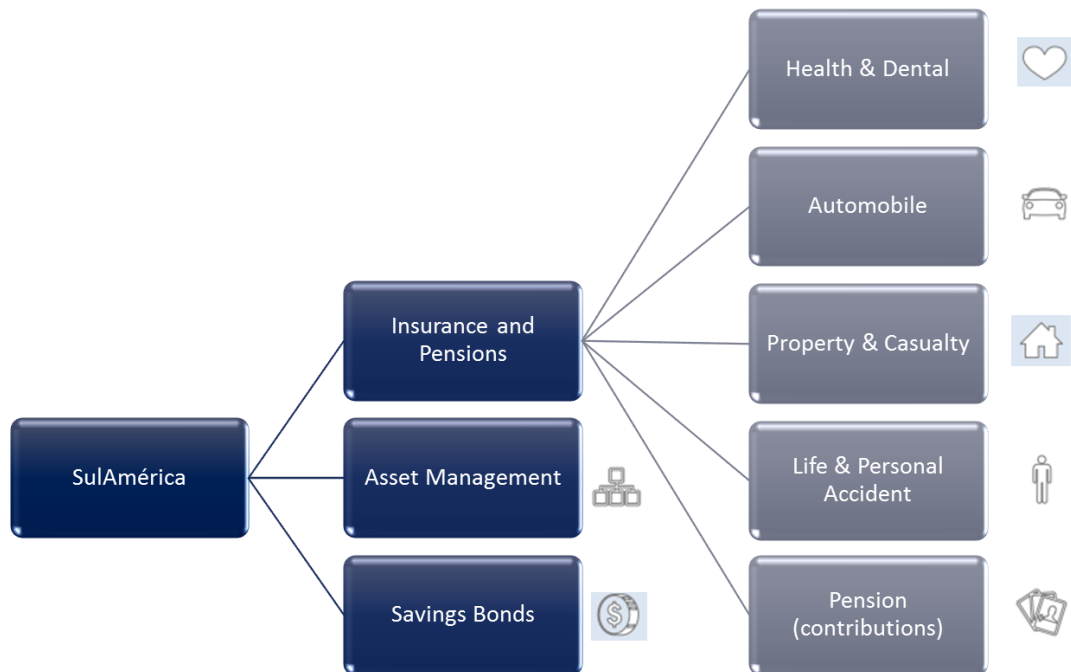 SulAmérica
Insurance and
Pensions
Asset Management
Savings Bonds
Health & Dental
Automobile
Property & Casualty
Life & Personal
Accident
Pension
(contributions)
$